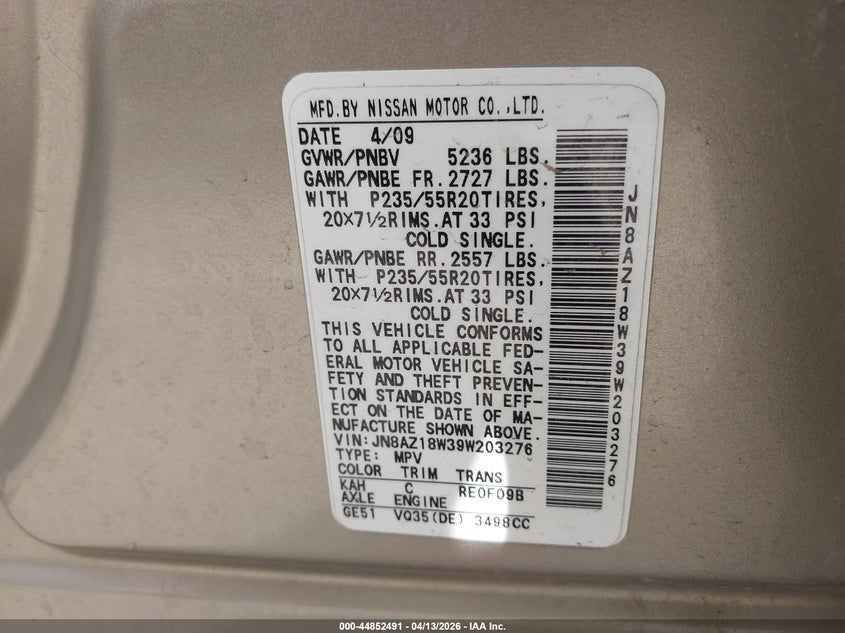 MFD.BY NISSAN MOTOR CO.,LTD.
DATE 4/09
GVWR/PNBV 5236 LBS.
GAWR/PNBE FR.2727 LBS.
WITH P235/55R20TIRES,
20X7½RIMS.AT 33 PSI
COLD SINGLE.
GAWR/PNBE RR.2557 LBS.
WITH P235/55R20TIRES,
20X7½RIMS.AT 33 PSI
COLD SINGLE.
THIS VEHICLE CONFORMS
TO ALL APPLICABLE FED-
ERAL MOTOR VEHICLE SA-
FETY AND THEFT PREVEN-
TION STANDARDS IN EFF-
ECT ON THE DATE OF MA-
NUFACTURE SHOWN ABOVE.
VIN:JN8AZ18W39W203276
TYPE: MPV
COLOR TRIM TRANS
KAH C RE0F09B
AXLE ENGINE
GE51 VQ35(DE) 3498CC
JN8AZ18W39W203276
000-44852491 - 04/13/2026 - IAA Inc.